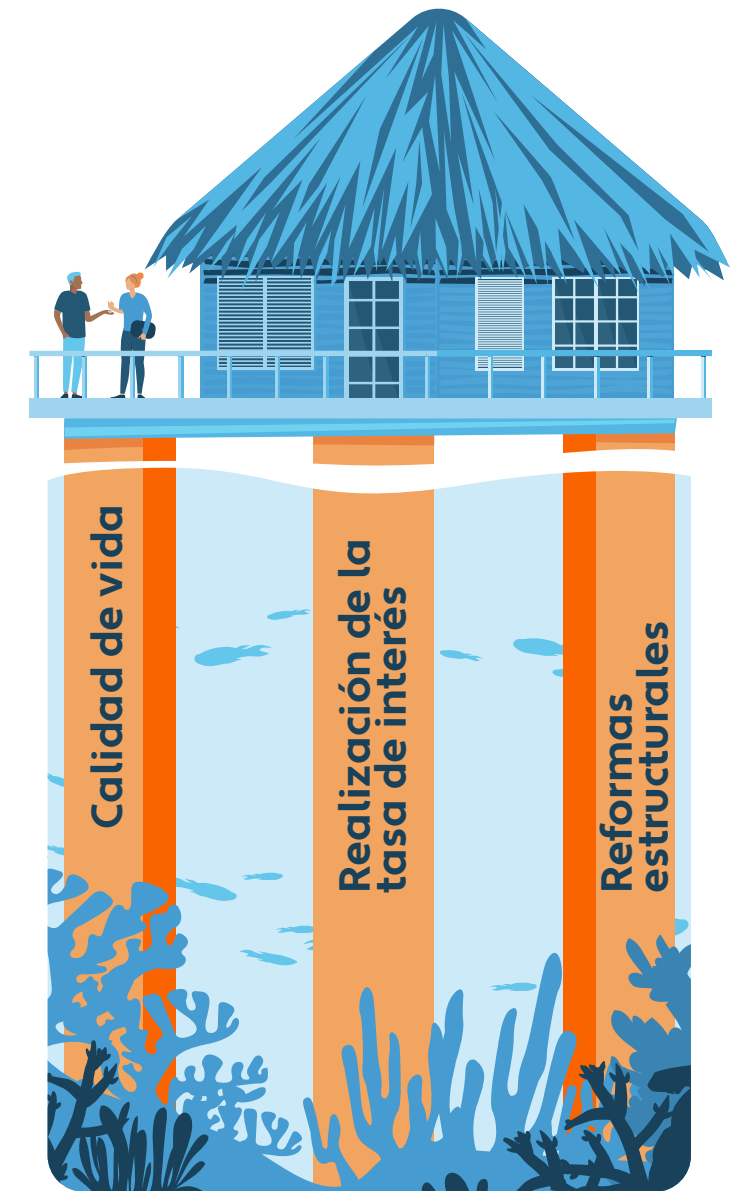 Calidad de vida
Realización de la
tasa de interés
Reformas
estructurales